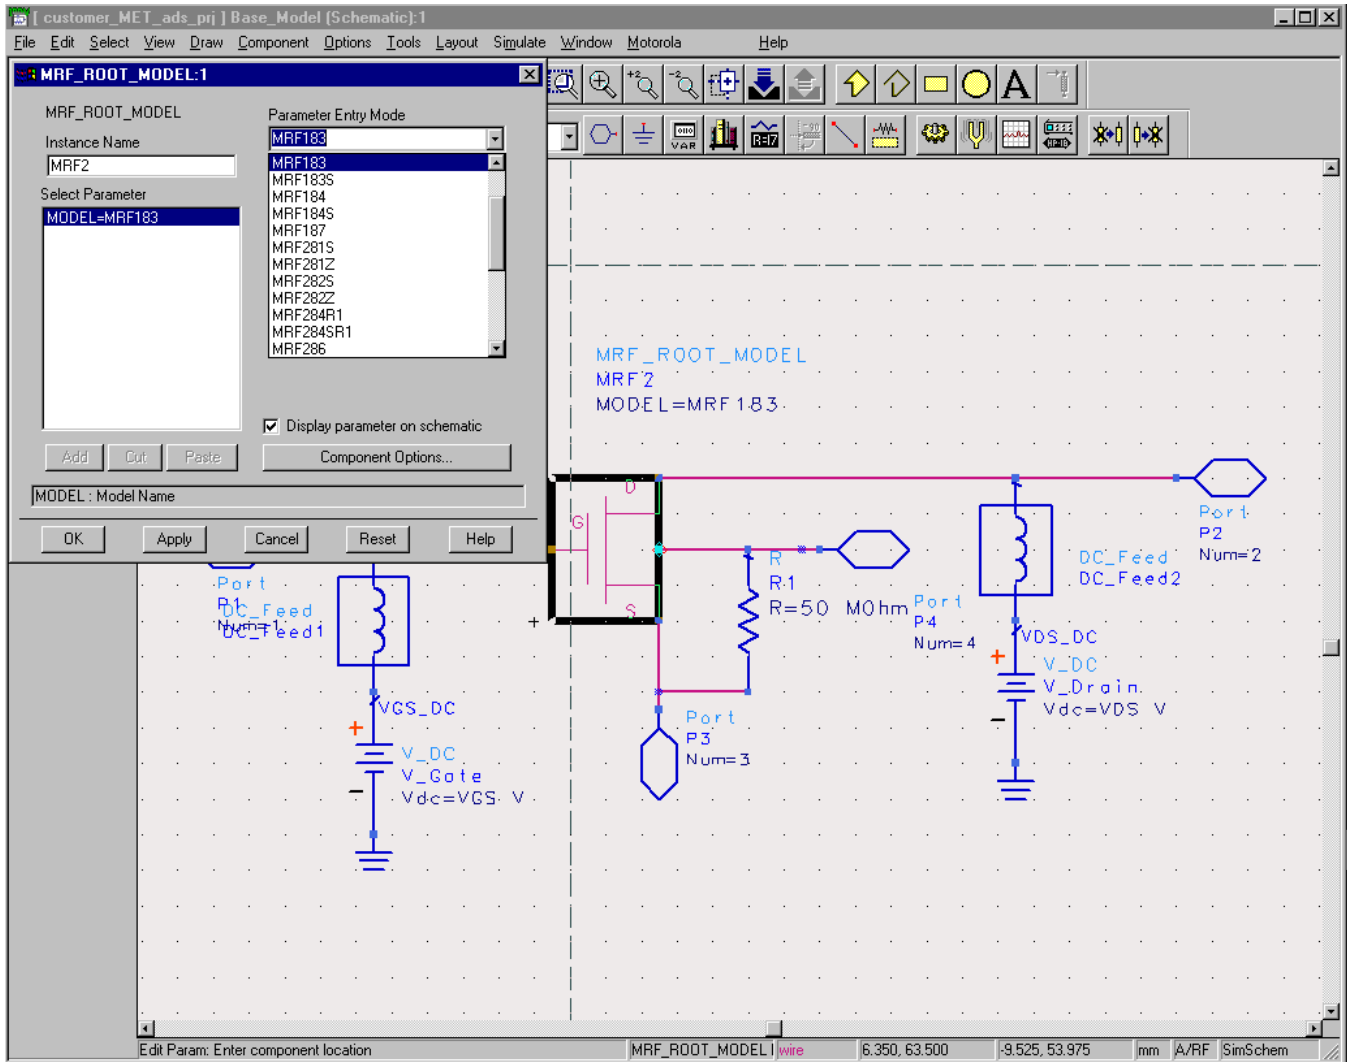 [ customer_MET_ads_prj ] Base_Model (Schematic):1
File Edit Select View Draw Component Options Tools Layout Simulate Window Motorola Help
MRF_ROOT_MODEL:1
MRF_ROOT_MODEL
Instance Name
MRF2
Select Parameter
MODEL=MRF183
Parameter Entry Mode
MRF183
MRF183
MRF183S
MRF184
MRF184S
MRF187
MRF281S
MRF281Z
MRF282S
MRF282Z
MRF284R1
MRF284SR1
MRF286
Display parameter on schematic
Add Cut Paste
Component Options...
MODEL : Model Name
OK Apply Cancel Reset Help
+2 -2 A
VAR
MRF_ROOT_MODEL
MRF2
MODEL=MRF183
D
G
S
Port
P1
Num=1
DC_Feed
DC_Feed1
VGS_DC
+
V_DC
V_Gate
Vdc=VGS V
-
R
R1
R=50 MOhm
Port
P4
Num=4
Port
P3
Num=3
Port
P2
Num=2
DC_Feed
DC_Feed2
VDS_DC
+
V_DC
V_Drain
Vdc=VDS V
-
Edit Param: Enter component location
MRF_ROOT_MODEL wire 6.350, 63.500 -9.525, 53.975 mm A/RF SimSchem